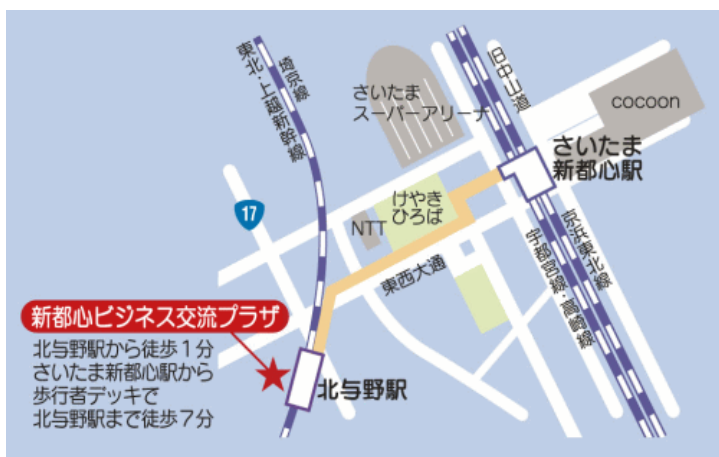 東北・上越新幹線
埼京線
さいたま
スーパーアリーナ
旧中山道
cocoon
さいたま
新都心駅
けやき
ひろば
NTT
17
東西大通
宇都宮線・高崎線
京浜東北線
新都心ビジネス交流プラザ
北与野駅から徒歩1分
さいたま新都心駅から
歩行者デッキで
北与野駅まで徒歩7分
北与野駅